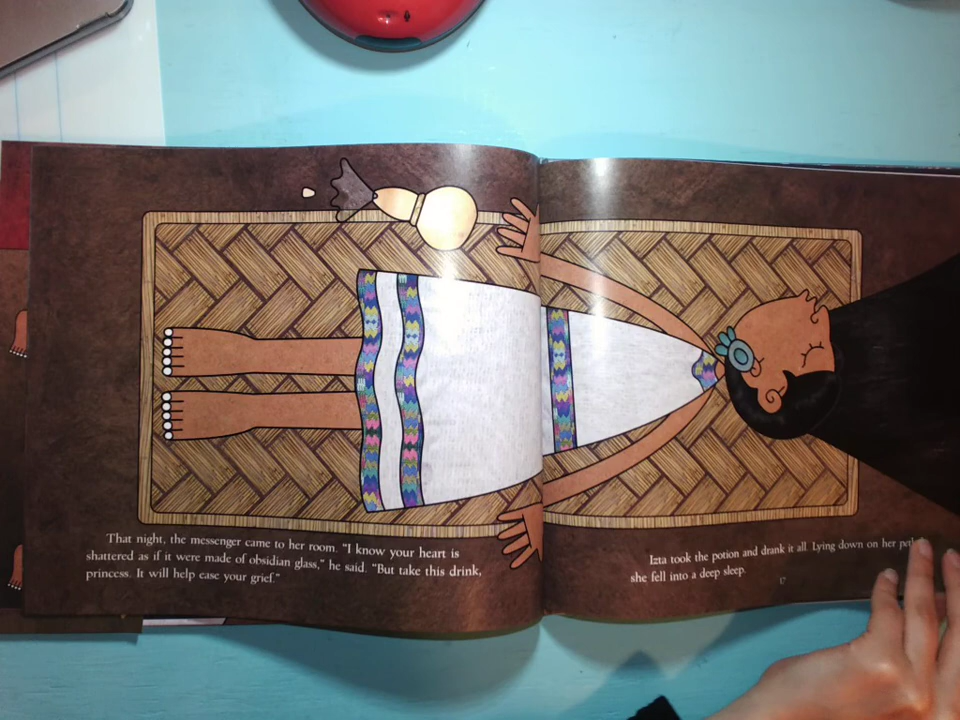 That night, the messenger came to her room. “I know your heart is
shattered as if it were made of obsidian glass,” he said. “But take this drink,
princess. It will help ease your grief.”
Izta took the potion and drank it all. Lying down on her
she fell into a deep sleep.